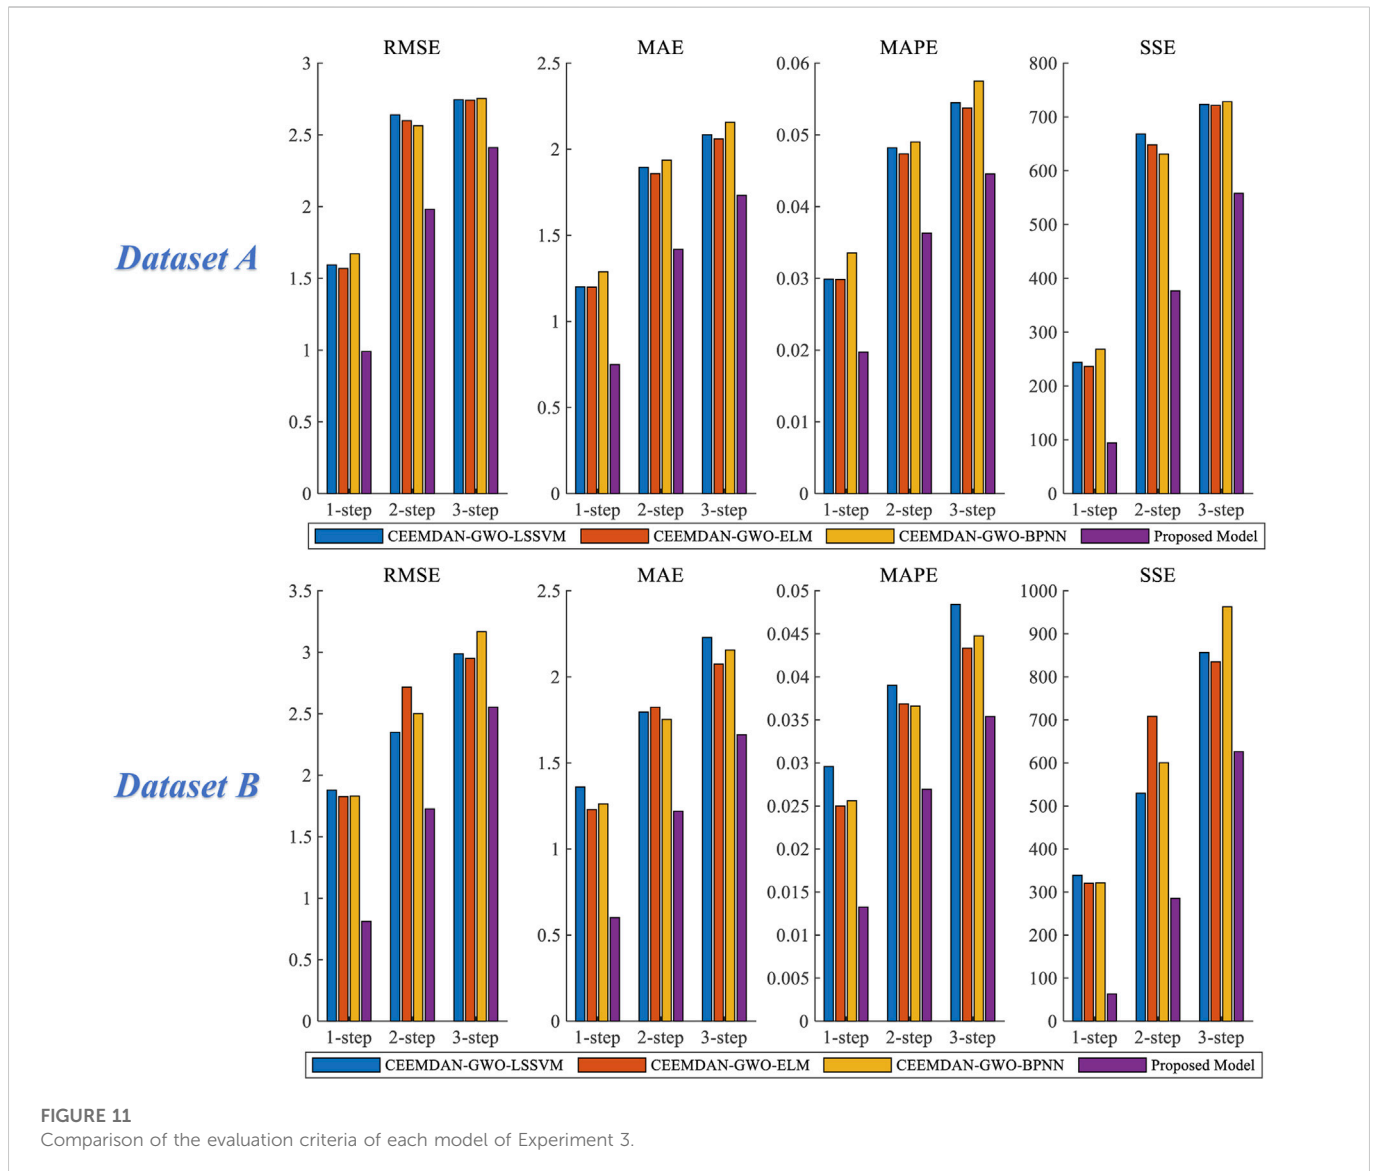 RMSE MAE MAPE SSE
3 2.5 2 1.5 1 0.5 0
2.5 2 1.5 1 0.5 0
0.06 0.05 0.04 0.03 0.02 0.01 0
800 700 600 500 400 300 200 100 0
Dataset A
1-step 2-step 3-step 1-step 2-step 3-step 1-step 2-step 3-step 1-step 2-step 3-step
CEEMDAN-GWO-LSSVM CEEMDAN-GWO-ELM CEEMDAN-GWO-BPNN Proposed Model
RMSE MAE MAPE SSE
3.5 3 2.5 2 1.5 1 0.5 0
2.5 2 1.5 1 0.5 0
0.05 0.045 0.04 0.035 0.03 0.025 0.02 0.015 0.01 0.005 0
1000 900 800 700 600 500 400 300 200 100 0
Dataset B
1-step 2-step 3-step 1-step 2-step 3-step 1-step 2-step 3-step 1-step 2-step 3-step
CEEMDAN-GWO-LSSVM CEEMDAN-GWO-ELM CEEMDAN-GWO-BPNN Proposed Model
FIGURE 11
Comparison of the evaluation criteria of each model of Experiment 3.